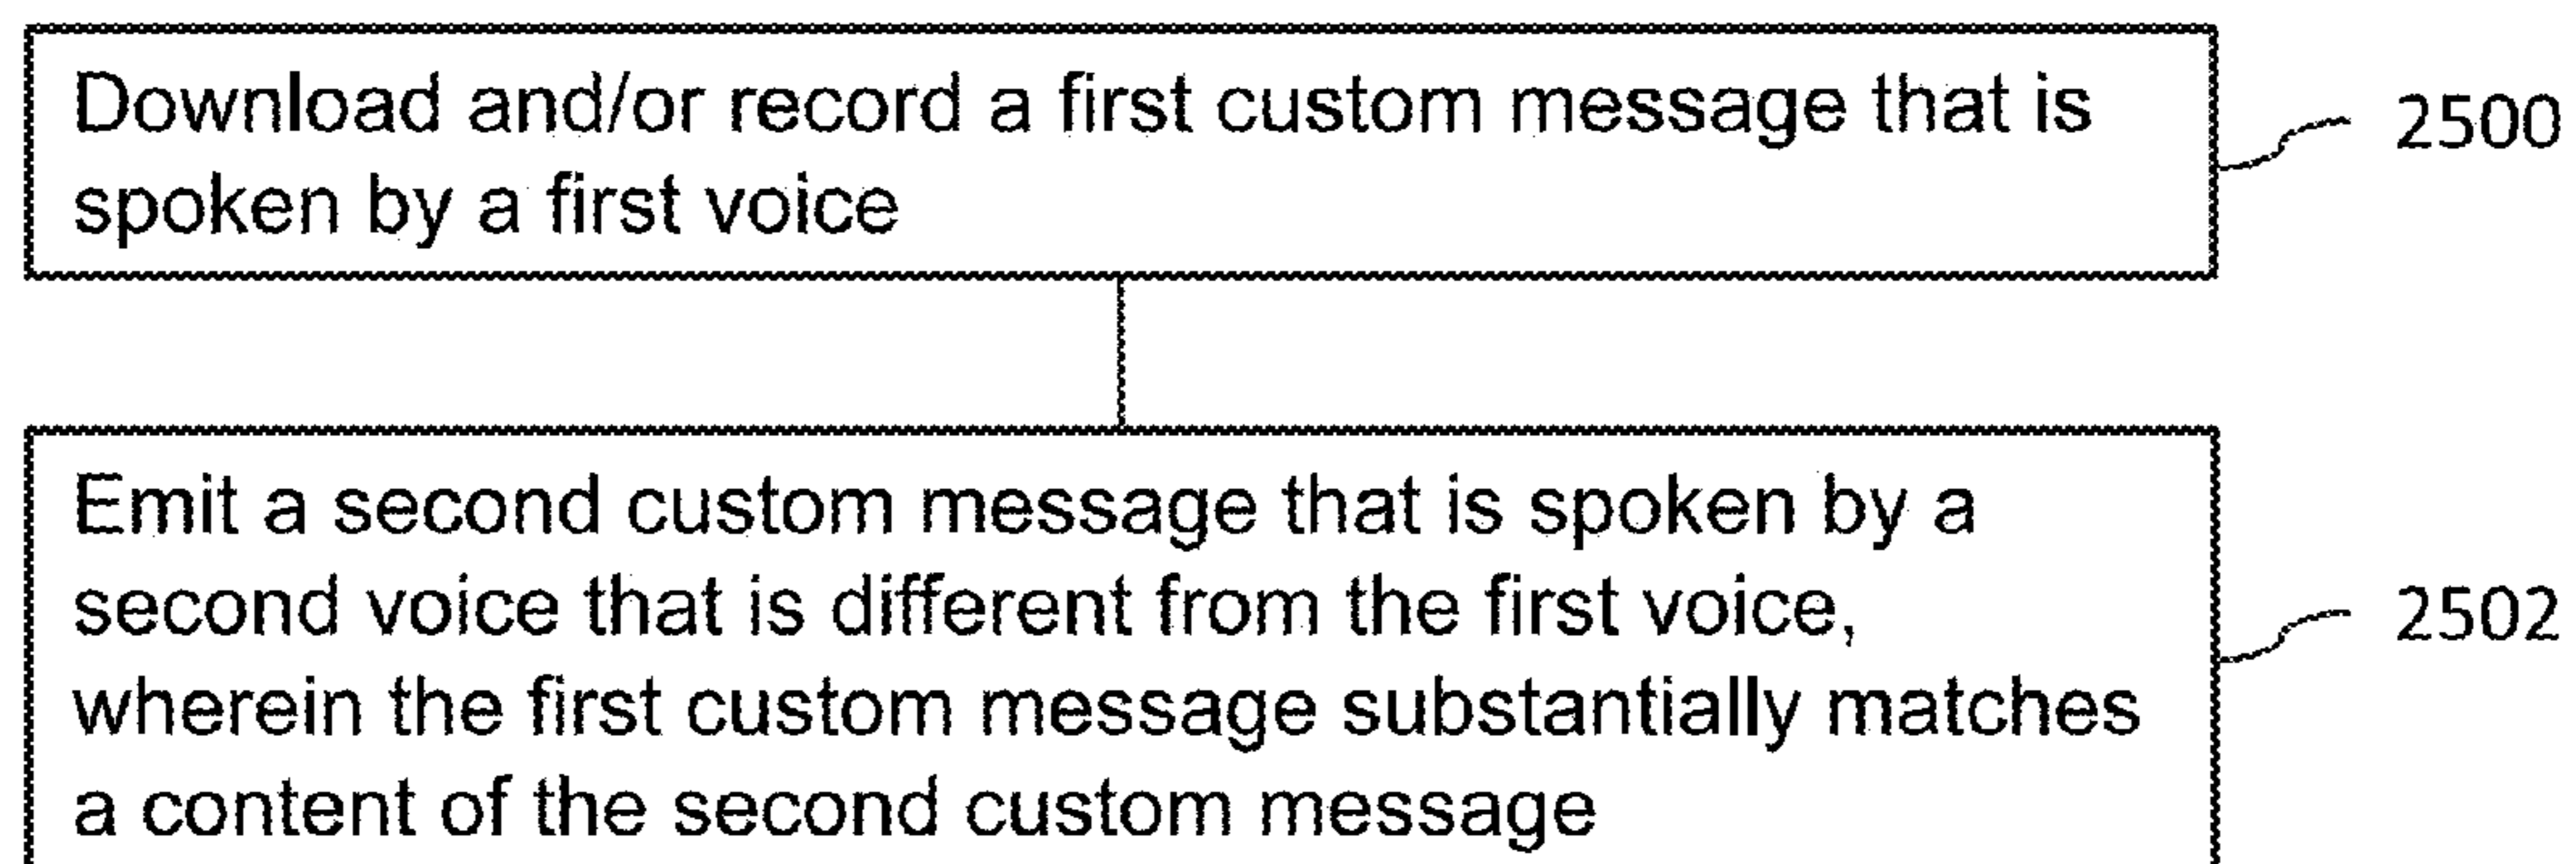 Download and/or record a first custom message that is
spoken by a first voice
2500
Emit a second custom message that is spoken by a
second voice that is different from the first voice,
wherein the first custom message substantially matches
a content of the second custom message
2502